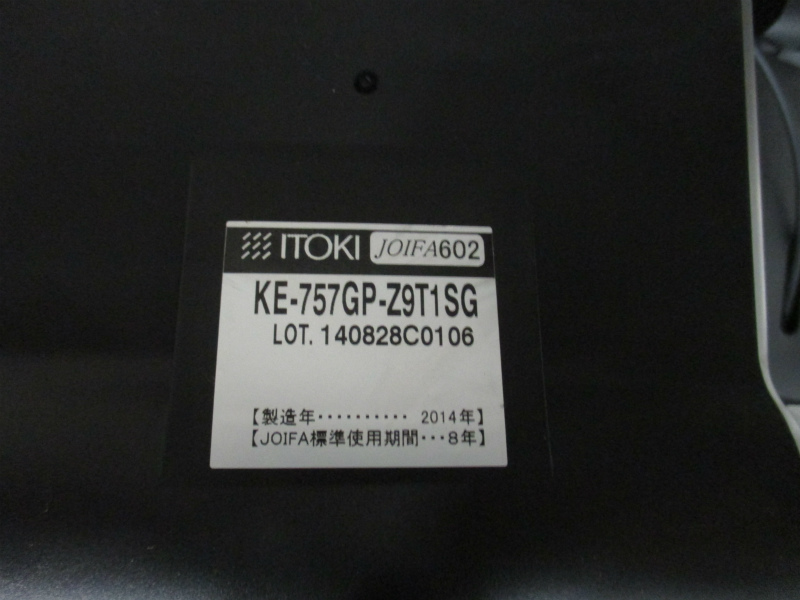 ITOKI JOIFA602
KE-757GP-Z9T1SG
LOT. 140828C0106
【製造年・・・・・・・・・・ 2014年】
【JOIFA標準使用期間・・・8年】